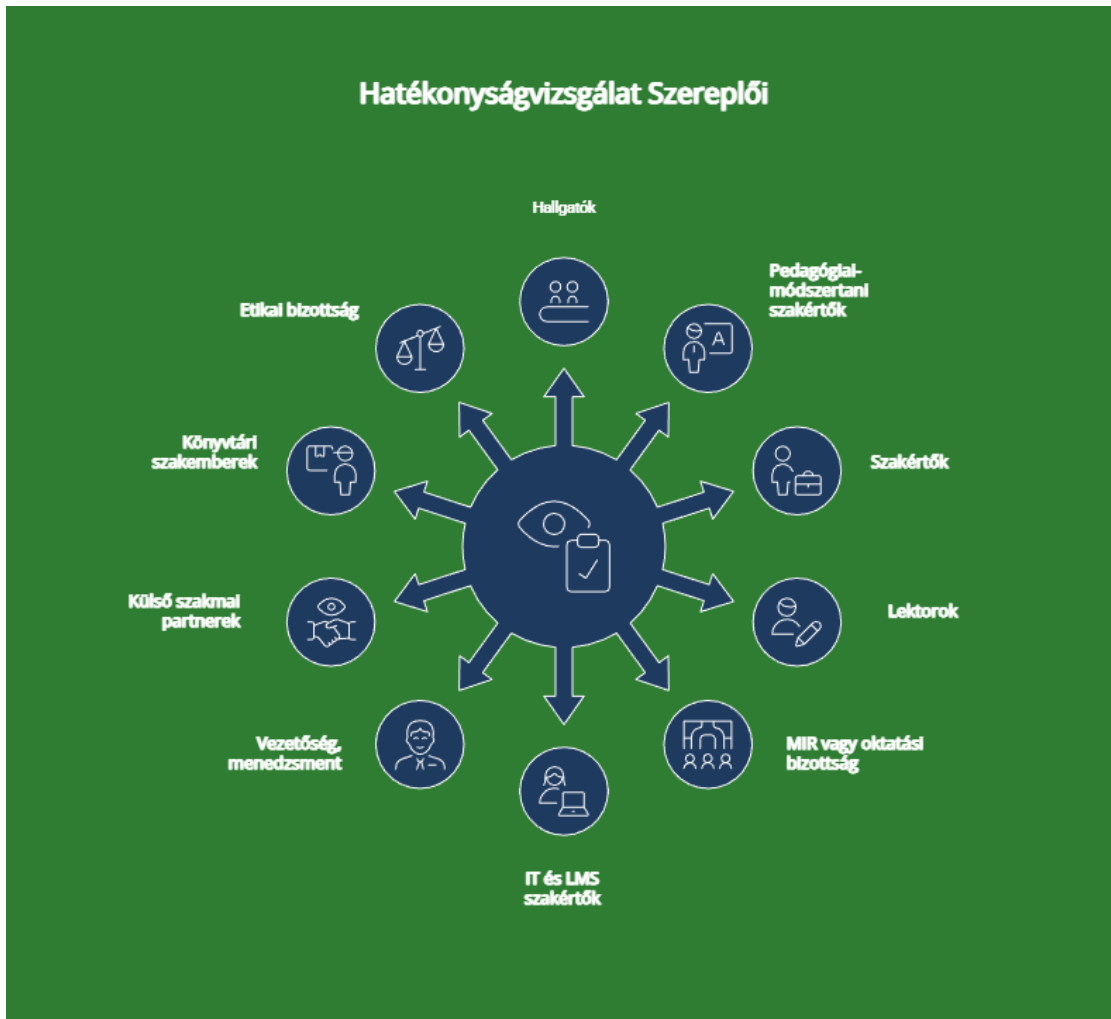 Hatékonyságvizsgálat Szereplői
Hallgatók
Pedagógiai-
módszertani
szakértők
Etikai bizottság
A
Könyvtári
szakemberek
Szakértők
Külső szakmai
partnerek
Lektorok
Vezetőség,
menedzsment
MIR vagy oktatási
bizottság
IT és LMS
szakértők